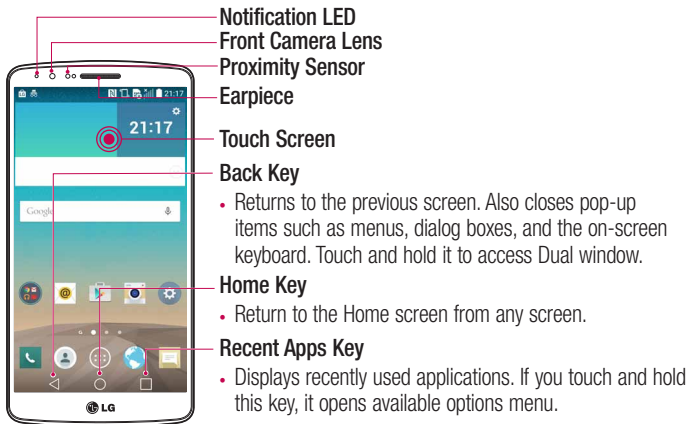 Notification LED
Front Camera Lens
Proximity Sensor
Earpiece
21:17
21:17
Touch Screen
Back Key
• Returns to the previous screen. Also closes pop-up
items such as menus, dialog boxes, and the on-screen
keyboard. Touch and hold it to access Dual window.
Google
Home Key
• Return to the Home screen from any screen.
Recent Apps Key
• Displays recently used applications. If you touch and hold
this key, it opens available options menu.
LG